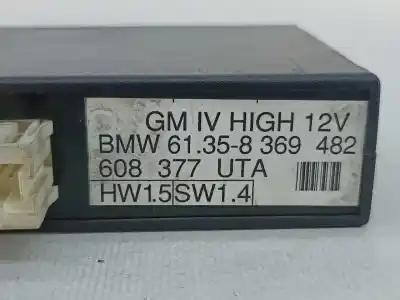 GM IV HIGH 12V
BMW 61.35-8 369 482
608 377 UTA
HW1.5 SW1.4